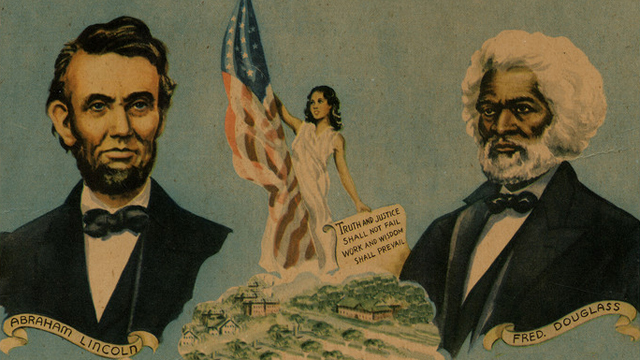 TRUTH AND JUSTICE
SHALL NOT FAIL
WORK AND WISDOM
SHALL PREVAIL
ABRAHAM LINCOLN
FRED. DOUGLASS